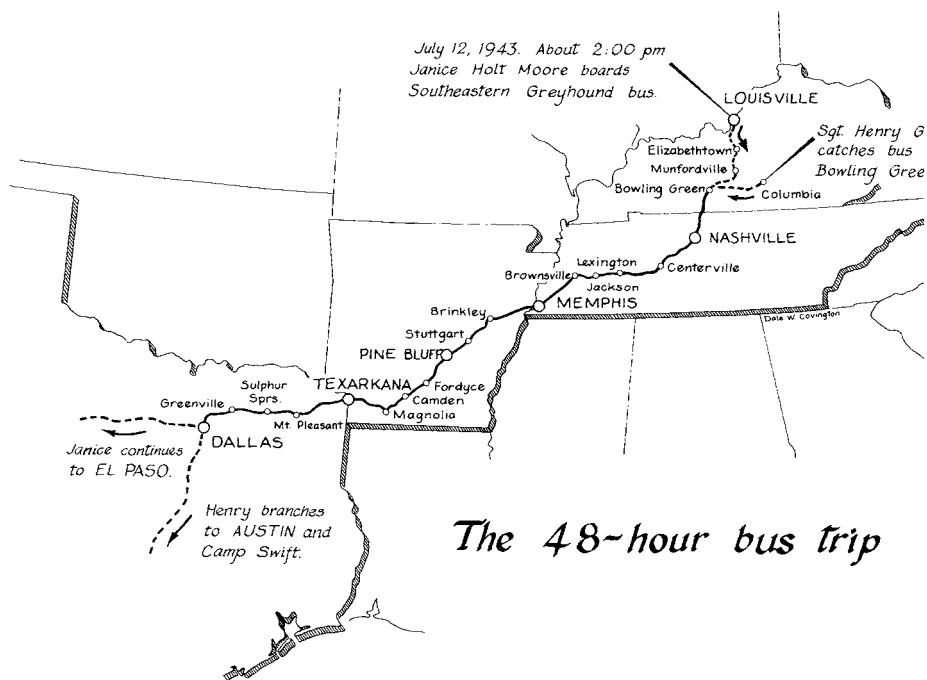 July 12, 1943. About 2:00 pm
Janice Holt Moore boards
Southeastern Greyhound bus.
LOUISVILLE
Sgt. Henry G
catches bus
Bowling Gree
Elizabethtown
Munfordville
Bowling Green
Columbia
NASHVILLE
Centerville
Lexington
Brownsville
Jackson
MEMPHIS
Dale W. Covington
Brinkley
Stuttgart
PINE BLUFF
Fordyce
TEXARKANA
Camden
Magnolia
Sulphur
Sprs.
Greenville
Mt. Pleasant
DALLAS
Janice continues
to EL PASO.
Henry branches
to AUSTIN and
Camp Swift.
The 48-hour bus trip